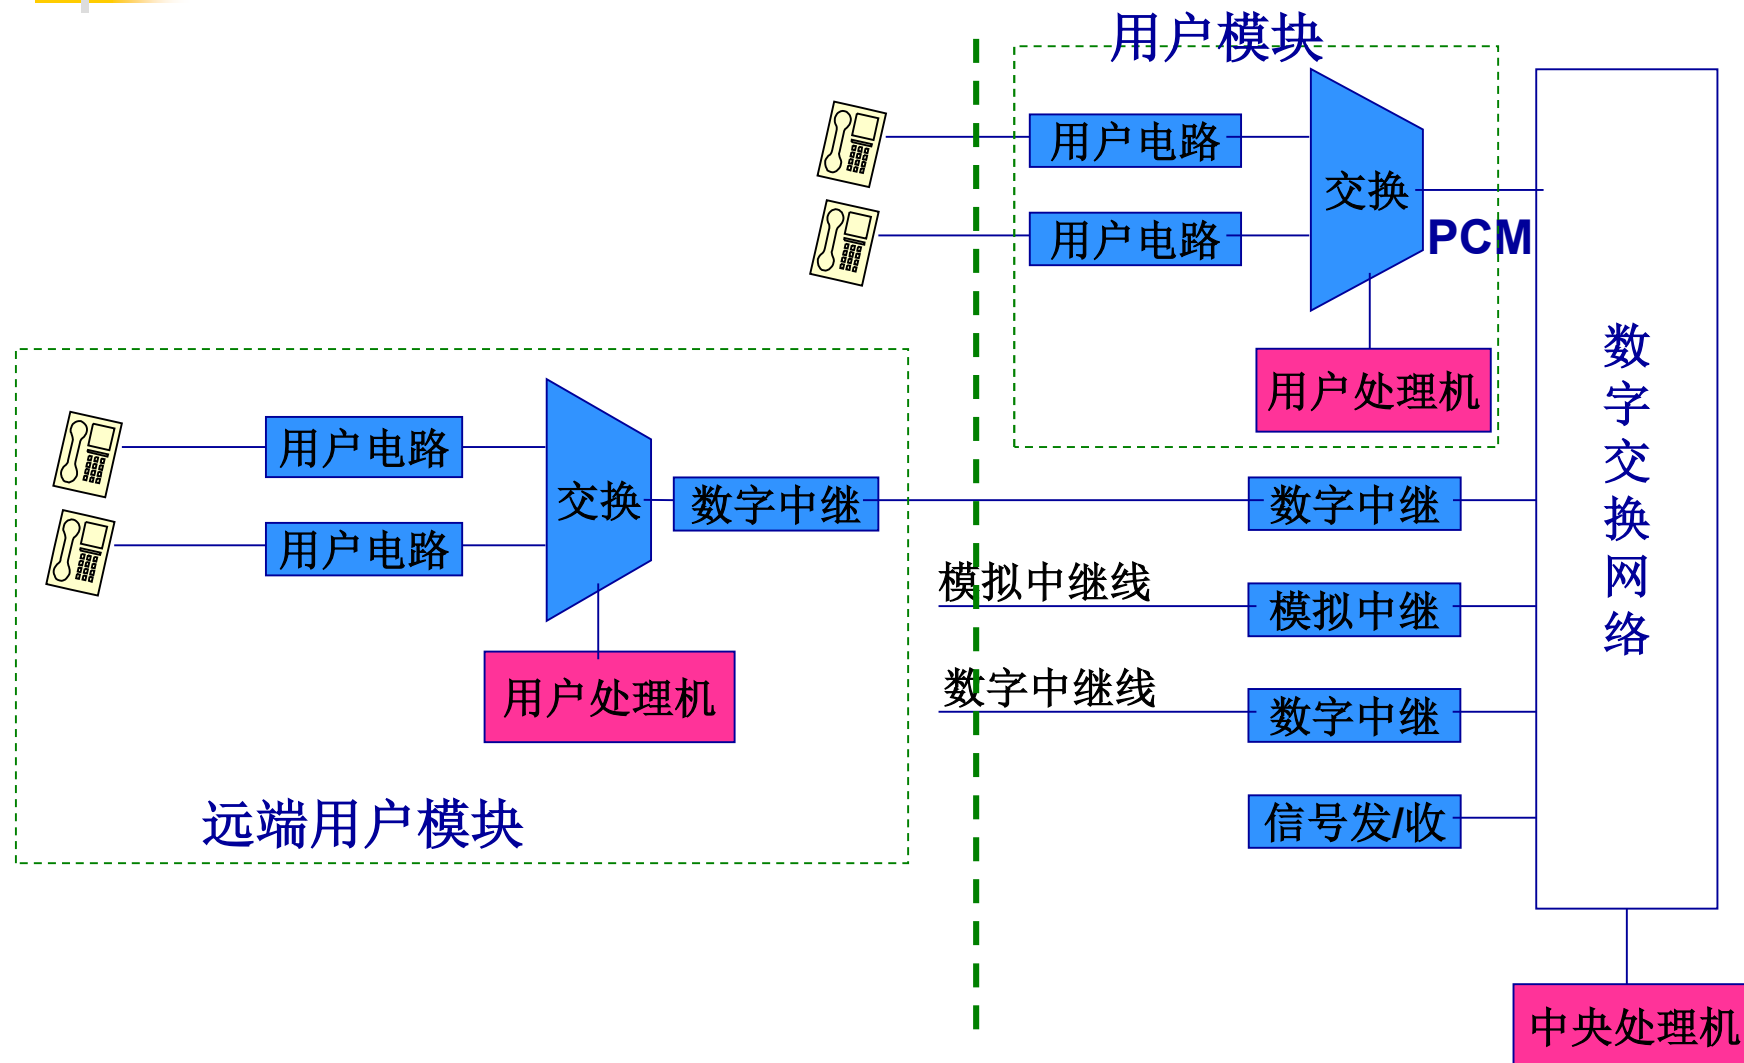 用户模块
用户电路
交换
用户电路
PCM
用户处理机
数字交换网络
用户电路
交换
数字中继
用户电路
用户处理机
远端用户模块
数字中继
模拟中继线
模拟中继
数字中继线
数字中继
信号发/收
中央处理机